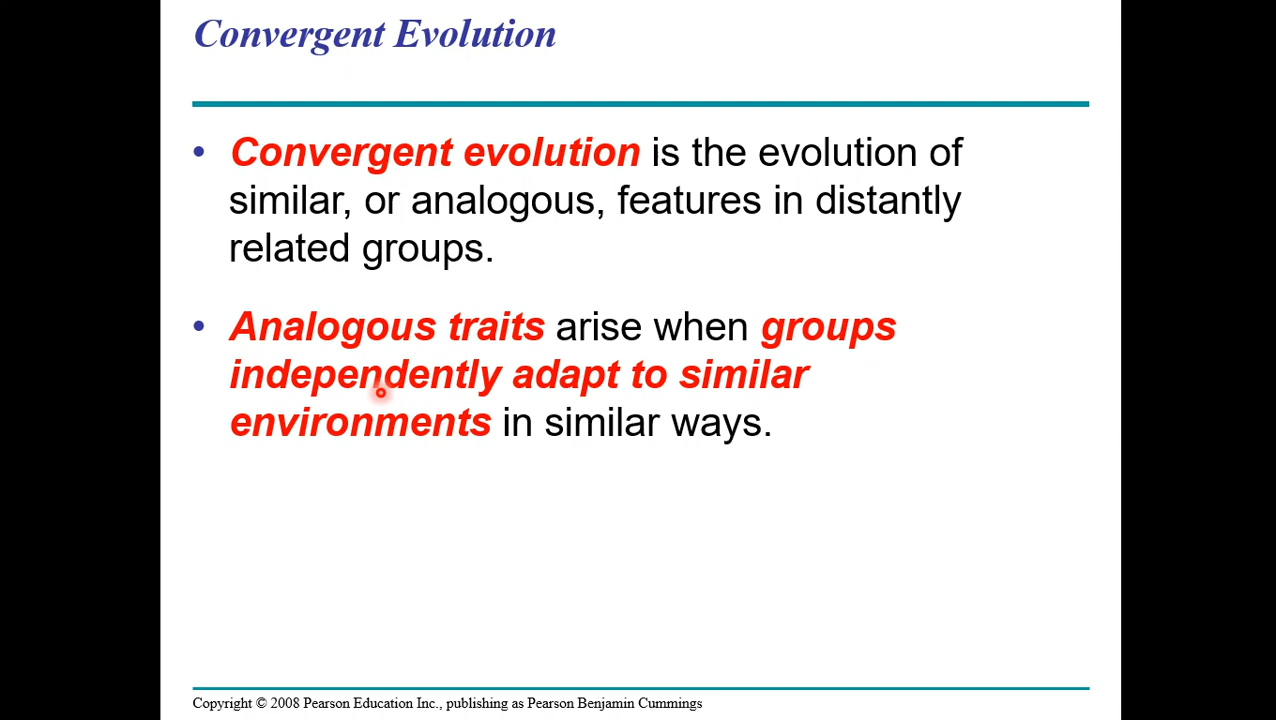 Convergent Evolution
• Convergent evolution is the evolution of
similar, or analogous, features in distantly
related groups.
• Analogous traits arise when groups
independently adapt to similar
environments in similar ways.
Copyright © 2008 Pearson Education Inc., publishing as Pearson Benjamin Cummings